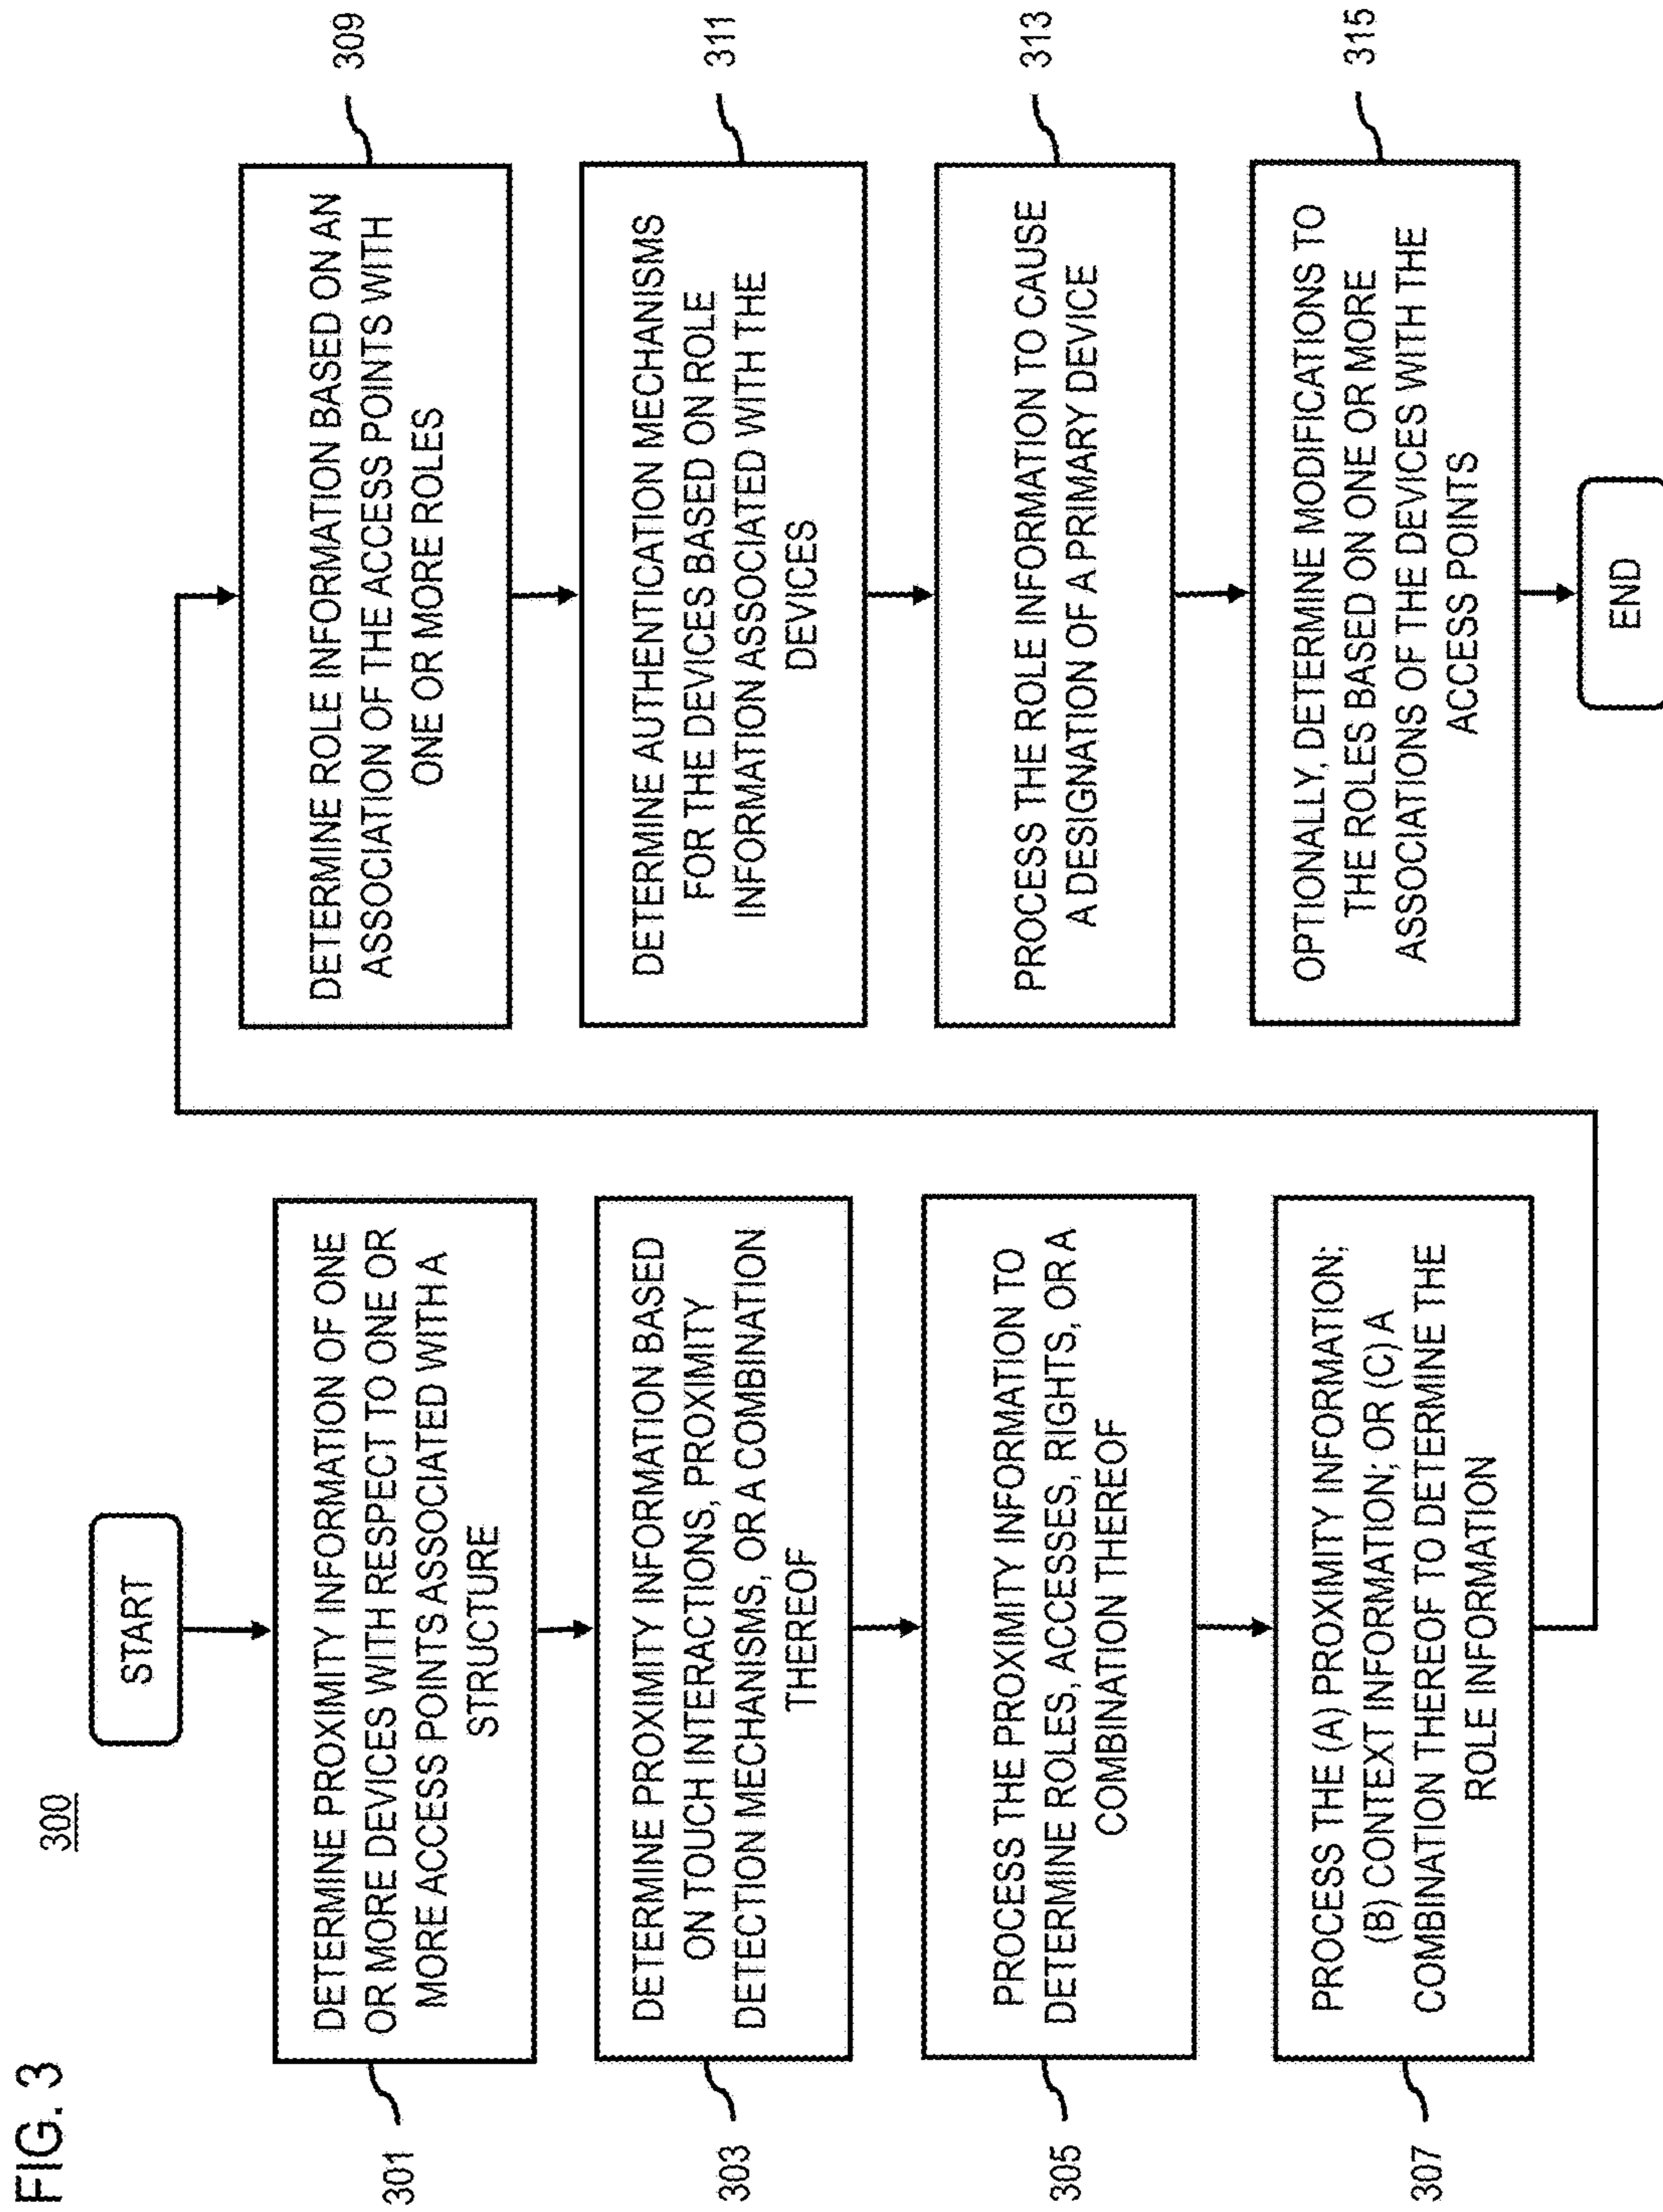 FIG. 3
300
START
DETERMINE PROXIMITY INFORMATION OF ONE
OR MORE DEVICES WITH RESPECT TO ONE OR
MORE ACCESS POINTS ASSOCIATED WITH A
STRUCTURE
301
DETERMINE PROXIMITY INFORMATION BASED
ON TOUCH INTERACTIONS, PROXIMITY
DETECTION MECHANISMS, OR A COMBINATION
THEREOF
303
PROCESS THE PROXIMITY INFORMATION TO
DETERMINE ROLES, ACCESSES, RIGHTS, OR A
COMBINATION THEREOF
305
PROCESS THE (A) PROXIMITY INFORMATION;
(B) CONTEXT INFORMATION; OR (C) A
COMBINATION THEREOF TO DETERMINE THE
ROLE INFORMATION
307
DETERMINE ROLE INFORMATION BASED ON AN
ASSOCIATION OF THE ACCESS POINTS WITH
ONE OR MORE ROLES
309
DETERMINE AUTHENTICATION MECHANISMS
FOR THE DEVICES BASED ON ROLE
INFORMATION ASSOCIATED WITH THE
DEVICES
311
PROCESS THE ROLE INFORMATION TO CAUSE
A DESIGNATION OF A PRIMARY DEVICE
313
OPTIONALLY, DETERMINE MODIFICATIONS TO
THE ROLES BASED ON ONE OR MORE
ASSOCIATIONS OF THE DEVICES WITH THE
ACCESS POINTS
315
END